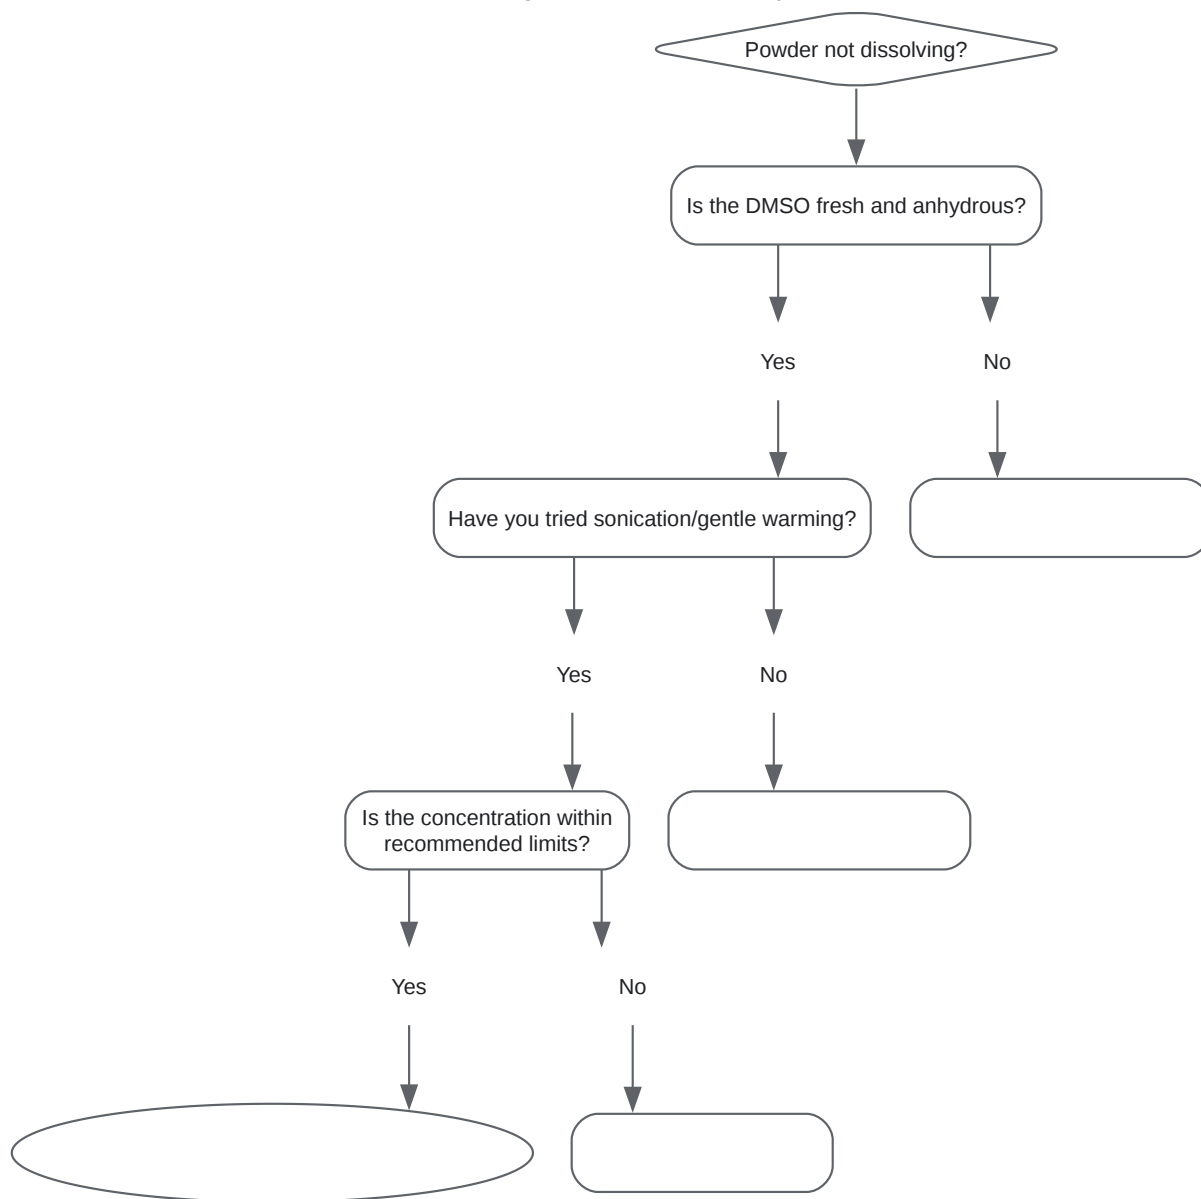 Powder not dissolving?
Is the DMSO fresh and anhydrous?
Yes
No
Have you tried sonication/gentle warming?
Yes
No
Is the concentration within
recommended limits?
Yes
No